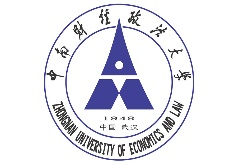 中南财经政法大学
1948
中国 武汉
ZHONGNAN UNIVERSITY OF ECONOMICS AND LAW